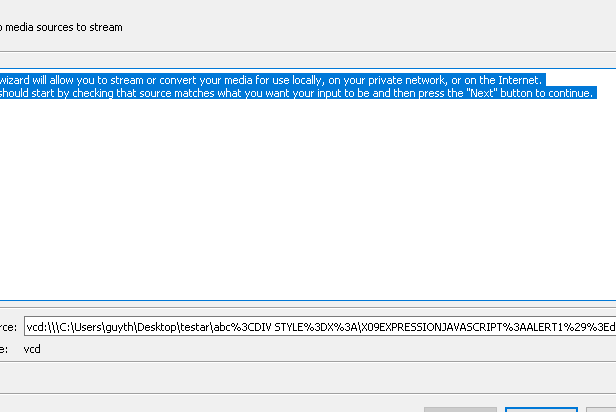 o media sources to stream
wizard will allow you to stream or convert your media for use locally, on your private network, or on the Internet.
should start by checking that source matches what you want your input to be and then press the "Next" button to continue.
rce: vcd:\\\C:\Users\guyth\Desktop\testar\abc%3CDIV STYLE%3DX%3A\X09EXPRESSIONJAVASCRIPT%3AALERT1%29%3Ed
e: vcd